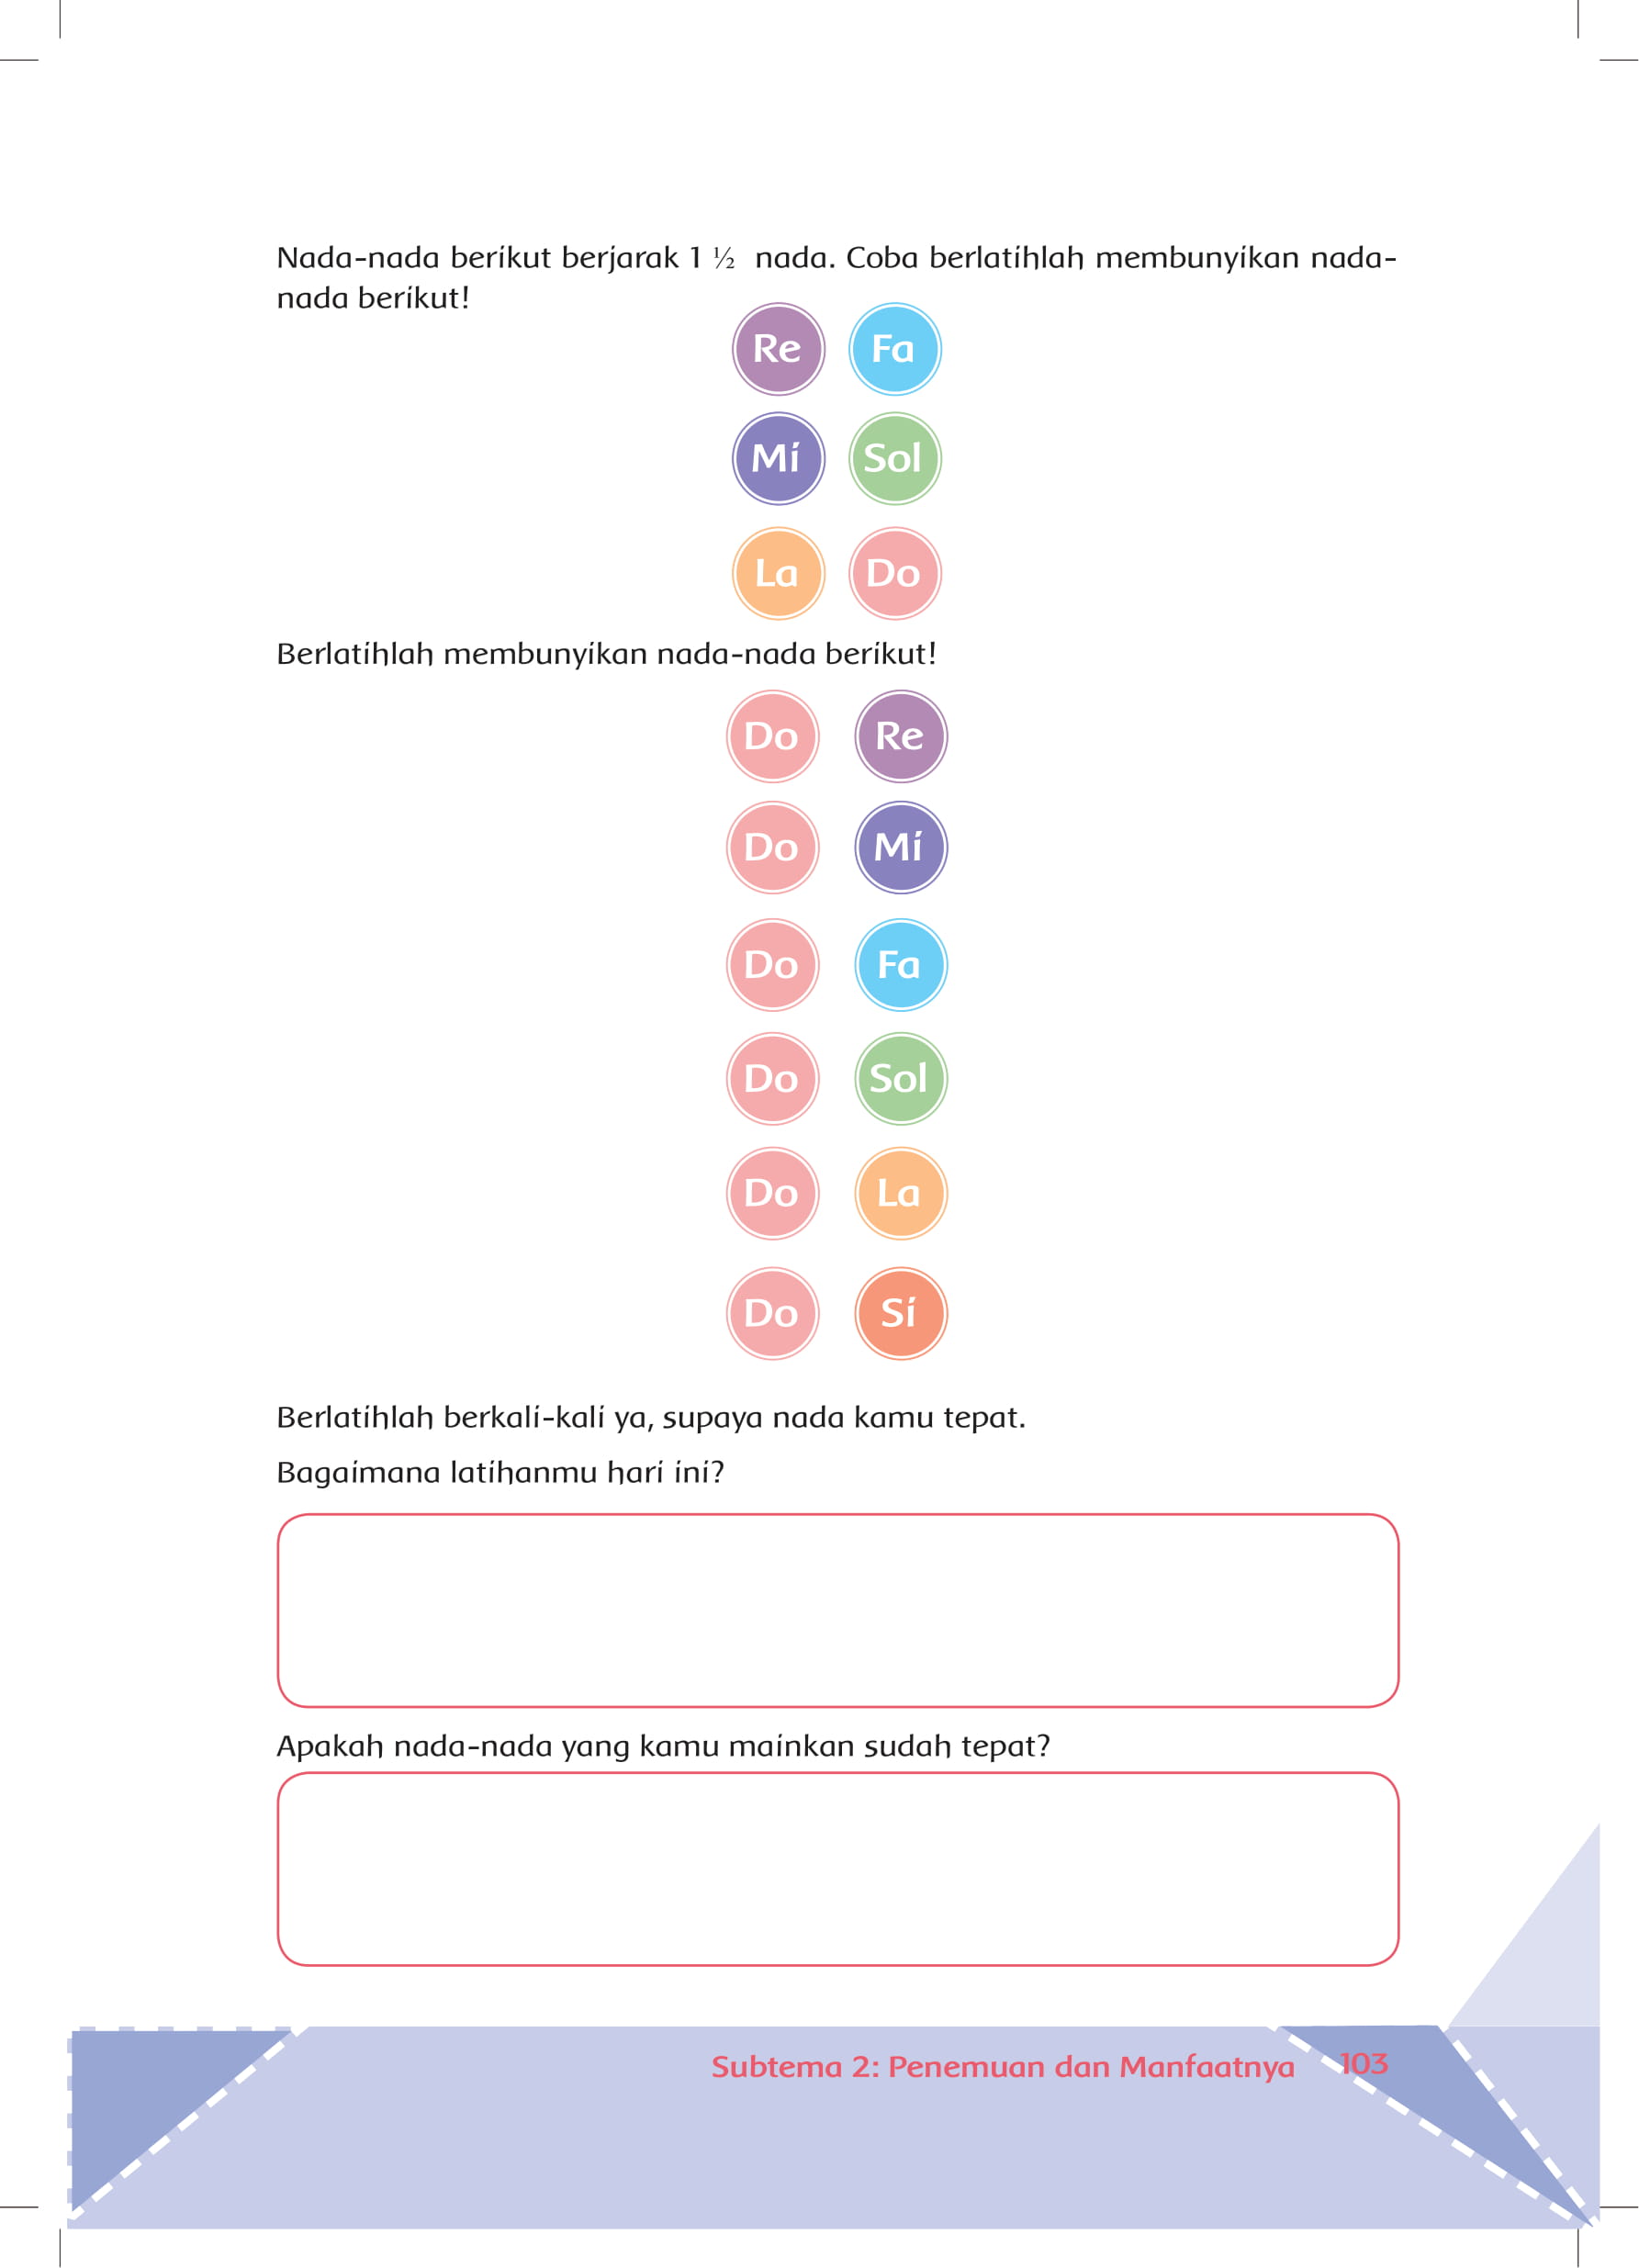 Nada-nada berikut berjarak 1 ½ nada. Coba berlatihlah membunyikan nada-
nada berikut!
Re Fa
Mi Sol
La Do
Berlatihlah membunyikan nada-nada berikut!
Do Re
Do Mi
Do Fa
Do Sol
Do La
Do Si
Berlatihlah berkali-kali ya, supaya nada kamu tepat.
Bagaimana latihanmu hari ini?
Apakah nada-nada yang kamu mainkan sudah tepat?
Subtema 2: Penemuan dan Manfaatnya 103